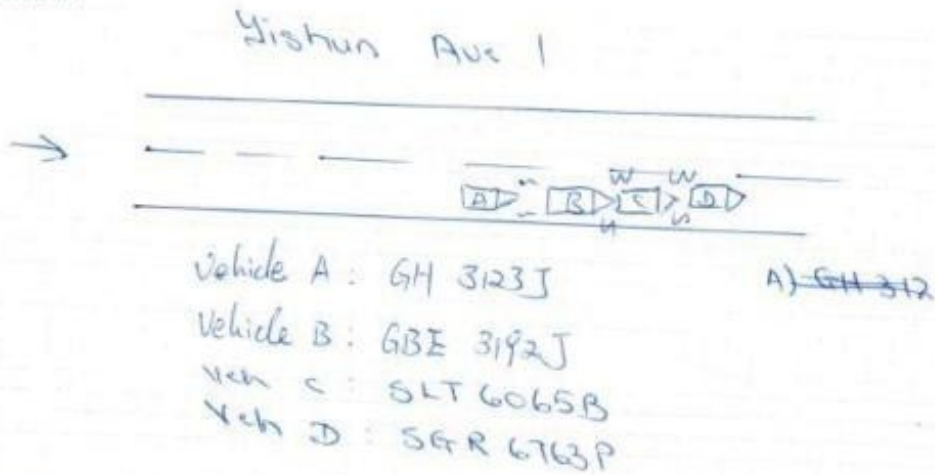 Yishun Ave 1
A B C D
Vehicle A : GH 3123J
A) GH 312
Vehicle B : GBE 3192J
Veh C : SLT 6065B
Veh D : SGR 6763P